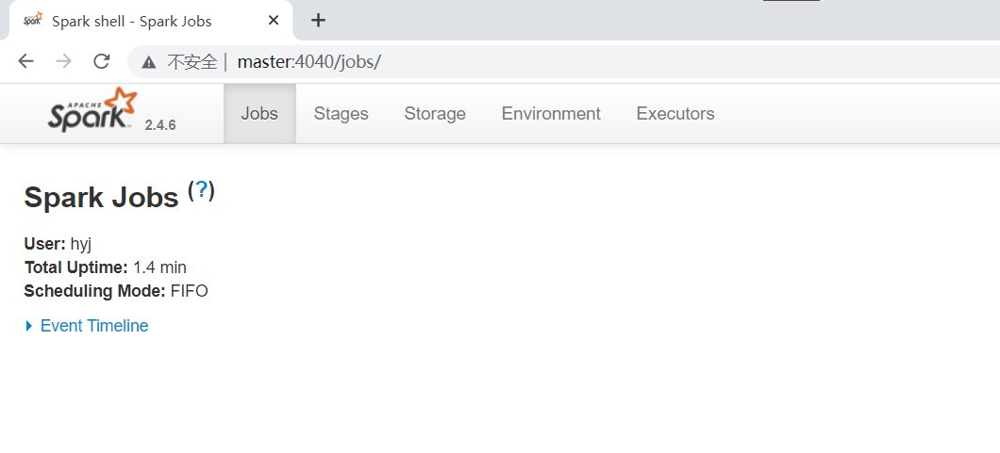 Spark shell - Spark Jobs
不安全 | master:4040/jobs/
APACHE Spark 2.4.6 Jobs Stages Storage Environment Executors
Spark Jobs (?)
User: hyj
Total Uptime: 1.4 min
Scheduling Mode: FIFO
Event Timeline